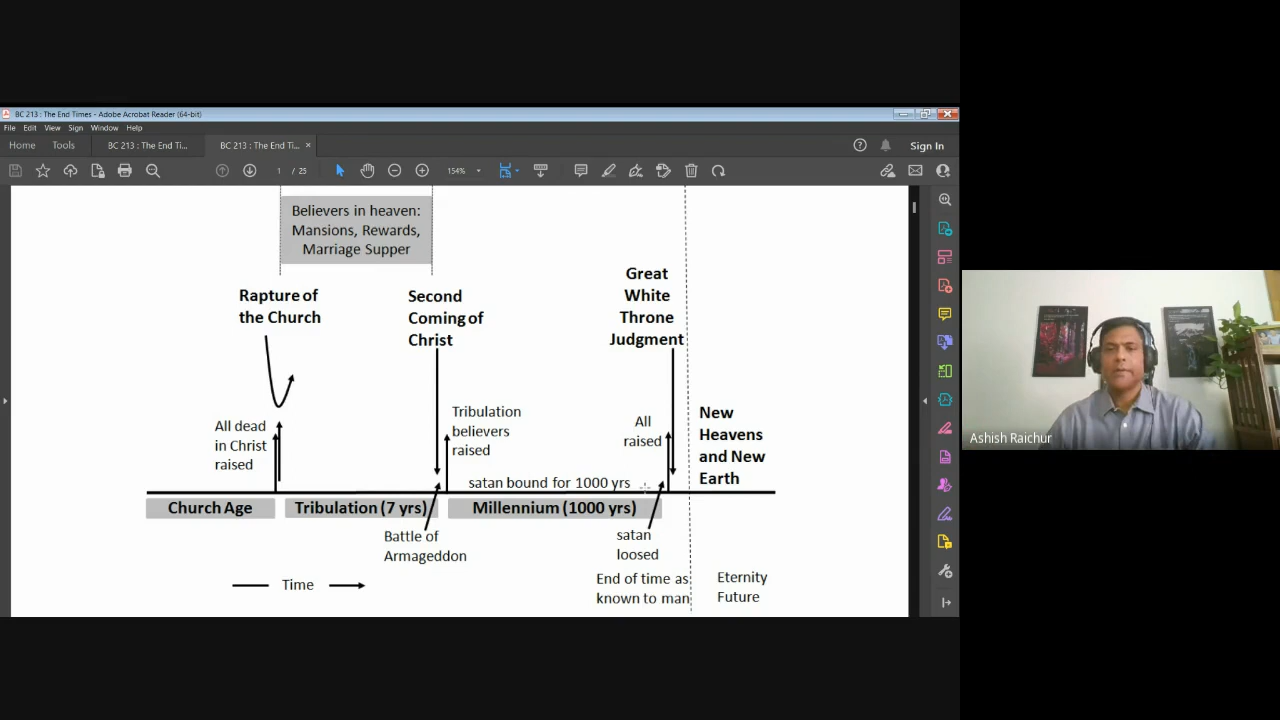 BC 213 : The End Times - Adobe Acrobat Reader (64-bit)
File Edit View Sign Window Help
Home Tools BC 213 : The End Ti... BC 213 : The End Ti... × Sign In
1 / 25 154%
Believers in heaven:
Mansions, Rewards,
Marriage Supper
Rapture of
the Church
Second
Coming of
Christ
Great
White
Throne
Judgment
All dead
in Christ
raised
Tribulation
believers
raised
All
raised
New
Heavens
and New
Earth
satan bound for 1000 yrs
Church Age Tribulation (7 yrs) Millennium (1000 yrs)
Battle of
Armageddon
satan
loosed
Time
End of time as
known to man
Eternity
Future
Ashish Raichur